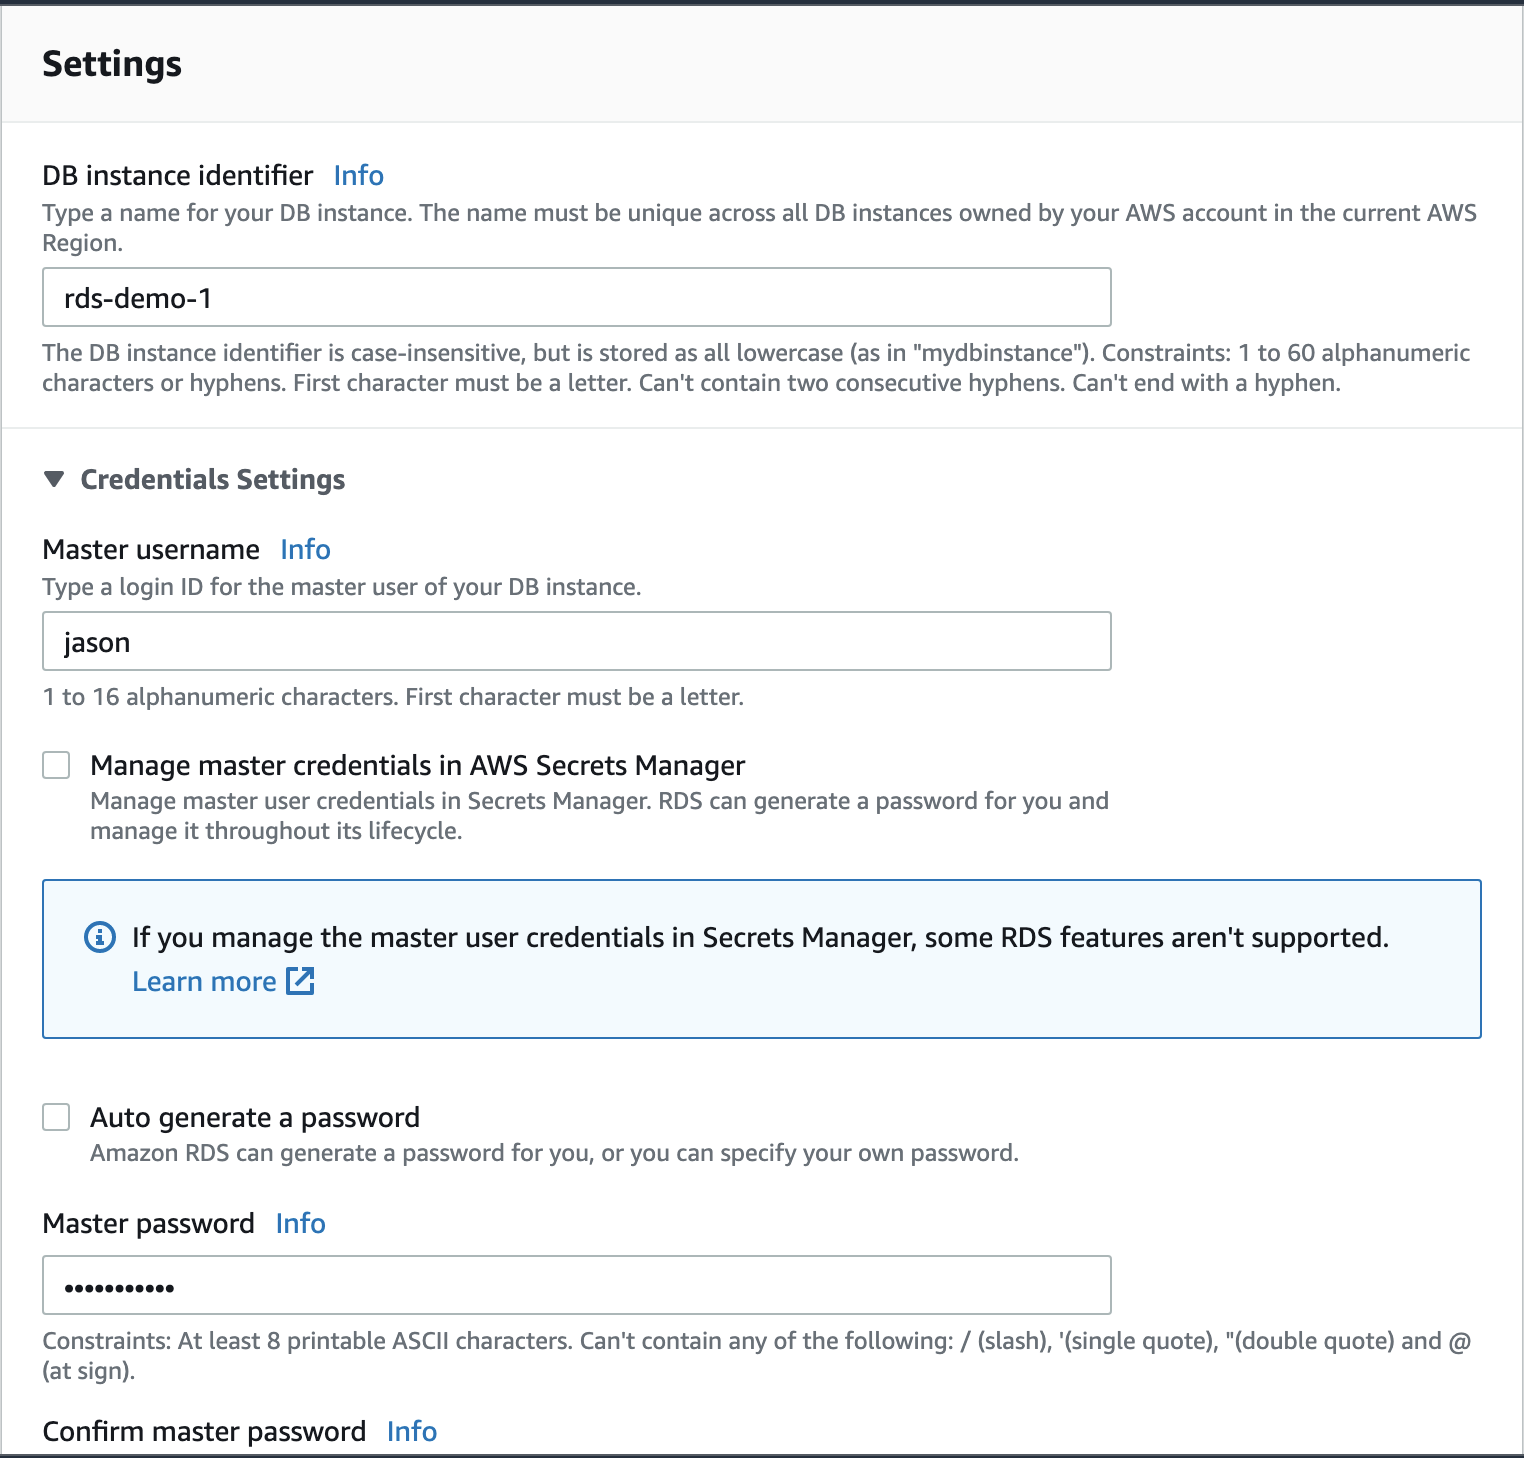 Settings
DB instance identifier Info
Type a name for your DB instance. The name must be unique across all DB instances owned by your AWS account in the current AWS
Region.
rds-demo-1
The DB instance identifier is case-insensitive, but is stored as all lowercase (as in "mydbinstance"). Constraints: 1 to 60 alphanumeric
characters or hyphens. First character must be a letter. Can't contain two consecutive hyphens. Can't end with a hyphen.
Credentials Settings
Master username Info
Type a login ID for the master user of your DB instance.
jason
1 to 16 alphanumeric characters. First character must be a letter.
Manage master credentials in AWS Secrets Manager
Manage master user credentials in Secrets Manager. RDS can generate a password for you and
manage it throughout its lifecycle.
If you manage the master user credentials in Secrets Manager, some RDS features aren't supported.
Learn more
Auto generate a password
Amazon RDS can generate a password for you, or you can specify your own password.
Master password Info
•••••••••••
Constraints: At least 8 printable ASCII characters. Can't contain any of the following: / (slash), '(single quote), "(double quote) and @
(at sign).
Confirm master password Info